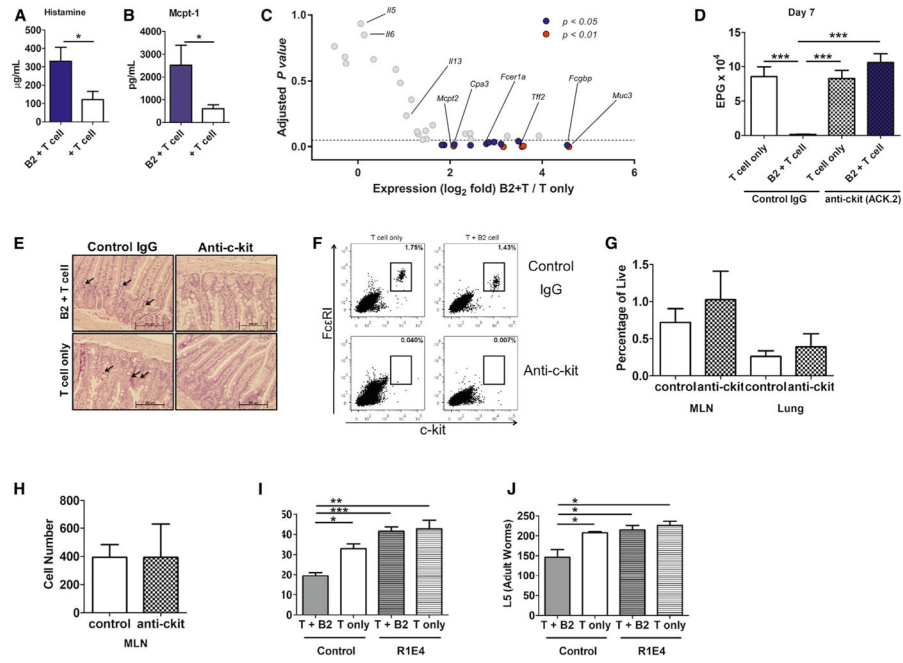 A
Histamine
*
µg/mL
500
400
300
200
100
0
B2 + T cell
+ T cell
B
Mcpt-1
*
pg/mL
4000
3000
2000
1000
0
B2 + T cell
+ T cell
C
Adjusted P value
1.0
0.5
0.0
Il5
Il6
Il13
Mcpt2
Cpa3
Fcer1a
Tff2
Fcgbp
Muc3
p < 0.05
p < 0.01
0
2
4
6
Expression (log2 fold) B2+T / T only
D
Day 7
***
***
***
EPG x 10⁴
15
10
5
0
T cell only
B2 + T cell
T cell only
B2 + T cell
Control IgG
anti-ckit (ACK.2)
E
Control IgG
Anti-c-kit
B2 + T cell
T cell only
F
T cell only
T + B2 cell
1.75%
1.43%
Control
IgG
0.040%
0.007%
Anti-c-kit
FcεRI
c-kit
G
Percentage of Live
2.0
1.5
1.0
0.5
0.0
control
anti-ckit
control
anti-ckit
MLN
Lung
H
Cell Number
800
600
400
200
0
control
anti-ckit
MLN
I
**
***
*
50
40
30
20
10
0
T + B2
T only
T + B2
T only
Control
R1E4
J
*
*
*
L5 (Adult Worms)
250
200
150
100
50
0
T + B2
T only
T + B2
T only
Control
R1E4